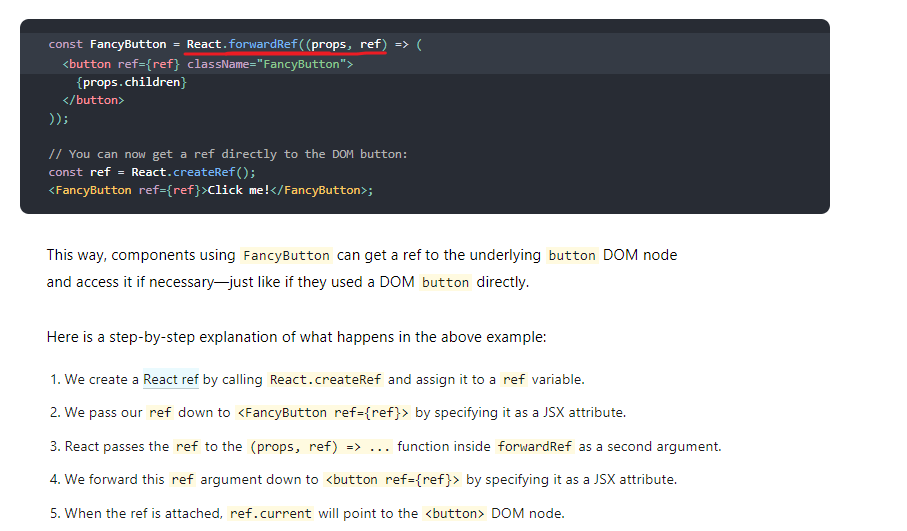 const FancyButton = React.forwardRef((props, ref) => (
  <button ref={ref} className="FancyButton">
    {props.children}
  </button>
));

// You can now get a ref directly to the DOM button:
const ref = React.createRef();
<FancyButton ref={ref}>Click me!</FancyButton>;

This way, components using FancyButton can get a ref to the underlying button DOM node
and access it if necessary—just like if they used a DOM button directly.

Here is a step-by-step explanation of what happens in the above example:

1. We create a React ref by calling React.createRef and assign it to a ref variable.
2. We pass our ref down to <FancyButton ref={ref}> by specifying it as a JSX attribute.
3. React passes the ref to the (props, ref) => ... function inside forwardRef as a second argument.
4. We forward this ref argument down to <button ref={ref}> by specifying it as a JSX attribute.
5. When the ref is attached, ref.current will point to the <button> DOM node.